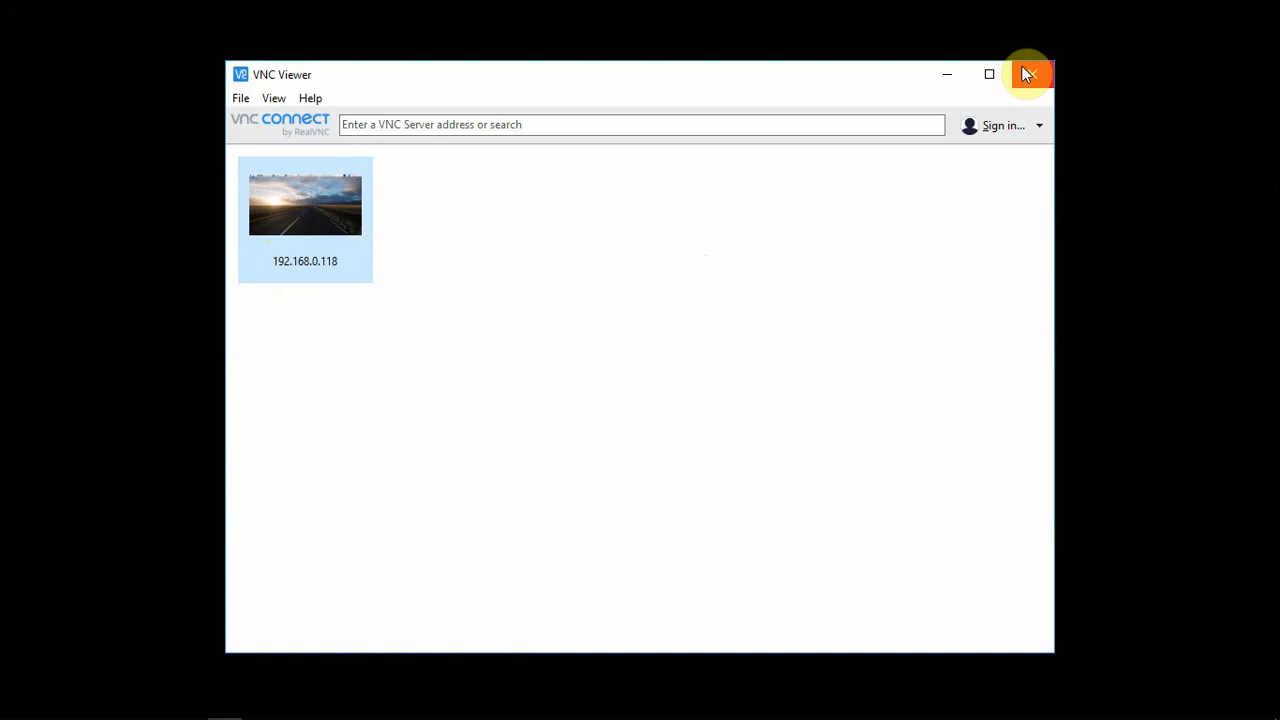 VNC Viewer
File View Help
vnc connect
by RealVNC
Enter a VNC Server address or search
Sign in...
192.168.0.118